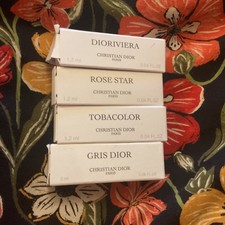 DIORIVIERA
CHRISTIAN DIOR
PARIS
ROSE STAR
CHRISTIAN DIOR
PARIS
TOBACOLOR
CHRISTIAN DIOR
PARIS
GRIS DIOR
CHRISTIAN DIOR
PARIS